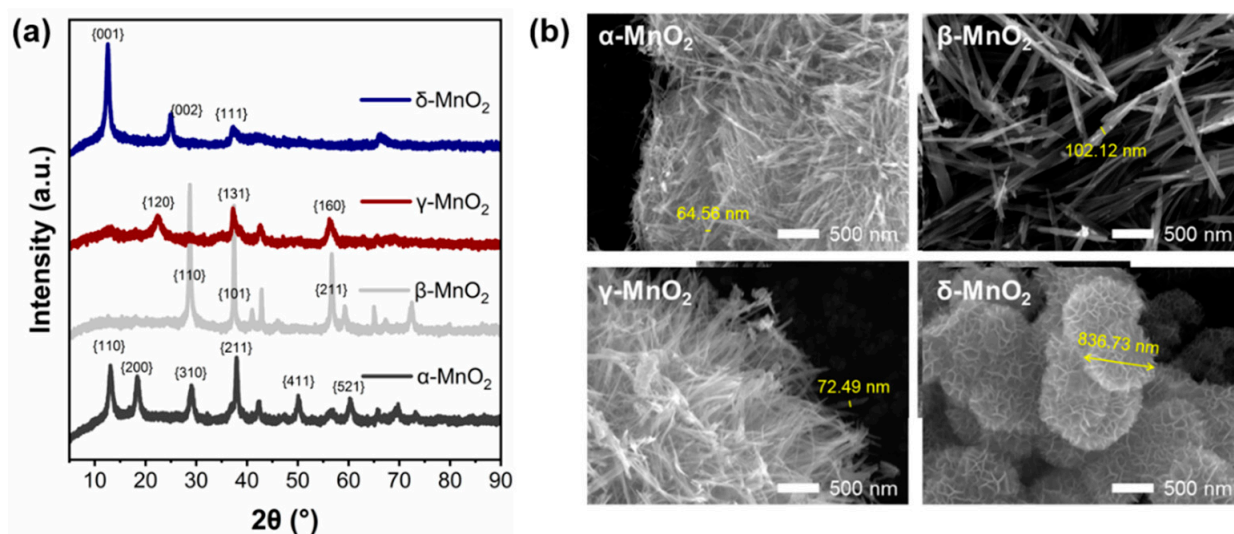 (a)
{001}
{002}
{111}
δ-MnO₂
{120}
{131}
{160}
γ-MnO₂
{110}
{101}
{211}
β-MnO₂
{110}
{200}
{310}
{211}
{411}
{521}
α-MnO₂
Intensity (a.u.)
10 20 30 40 50 60 70 80 90
2θ (°)
(b)
α-MnO₂
64.56 nm
500 nm
β-MnO₂
102.12 nm
500 nm
γ-MnO₂
72.49 nm
500 nm
δ-MnO₂
836.73 nm
500 nm